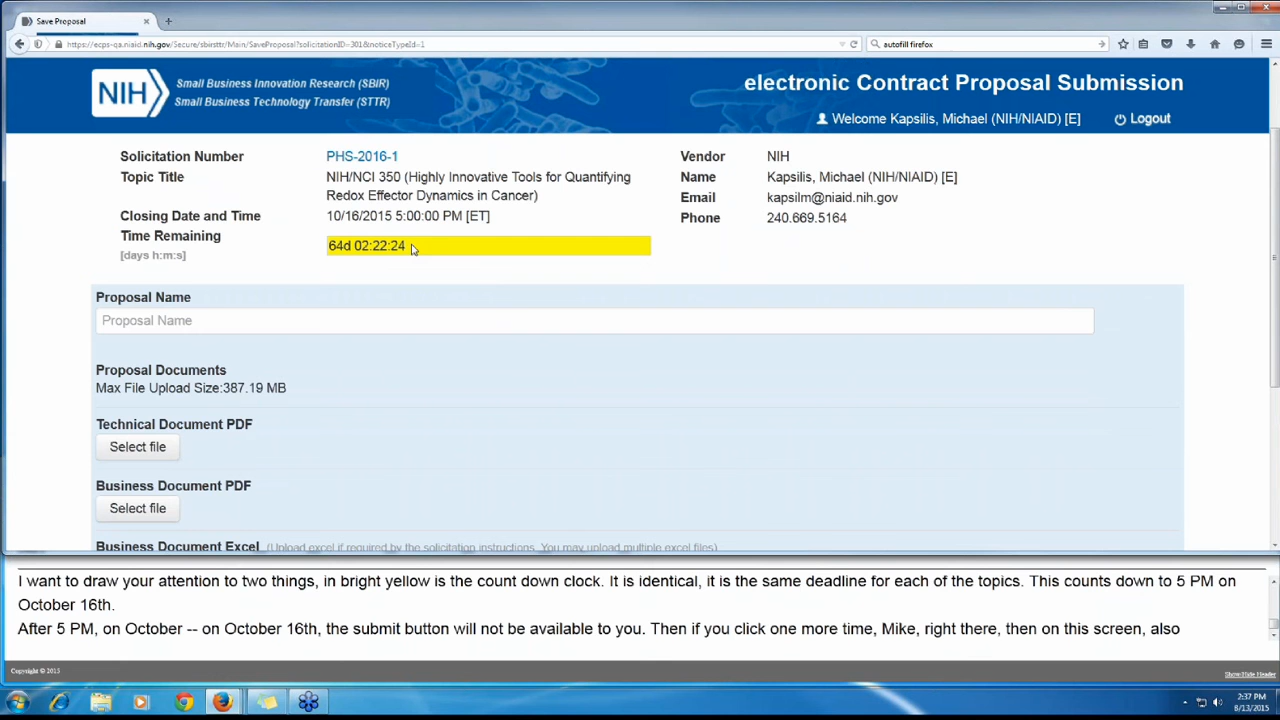 Save Proposal
https://ecps-qa.niaid.nih.gov/Secure/sbirsttr/Main/SaveProposal?solicitationID=301&noticeTypeId=1
autofill firefox
NIH
Small Business Innovation Research (SBIR)
Small Business Technology Transfer (STTR)
electronic Contract Proposal Submission
Welcome Kapsilis, Michael (NIH/NIAID) [E] Logout
Solicitation Number PHS-2016-1 Vendor NIH
Topic Title NIH/NCI 350 (Highly Innovative Tools for Quantifying Name Kapsilis, Michael (NIH/NIAID) [E]
Redox Effector Dynamics in Cancer) Email kapsilm@niaid.nih.gov
Closing Date and Time 10/16/2015 5:00:00 PM [ET] Phone 240.669.5164
Time Remaining
64d 02:22:24
[days h:m:s]
Proposal Name
Proposal Name
Proposal Documents
Max File Upload Size:387.19 MB
Technical Document PDF
Select file
Business Document PDF
Select file
Business Document Excel (Upload excel if required by the solicitation instructions. You may upload multiple excel files)
I want to draw your attention to two things, in bright yellow is the count down clock. It is identical, it is the same deadline for each of the topics. This counts down to 5 PM on
October 16th.
After 5 PM, on October -- on October 16th, the submit button will not be available to you. Then if you click one more time, Mike, right there, then on this screen, also
Copyright © 2015
Show/Hide Header
2:37 PM
8/13/2015